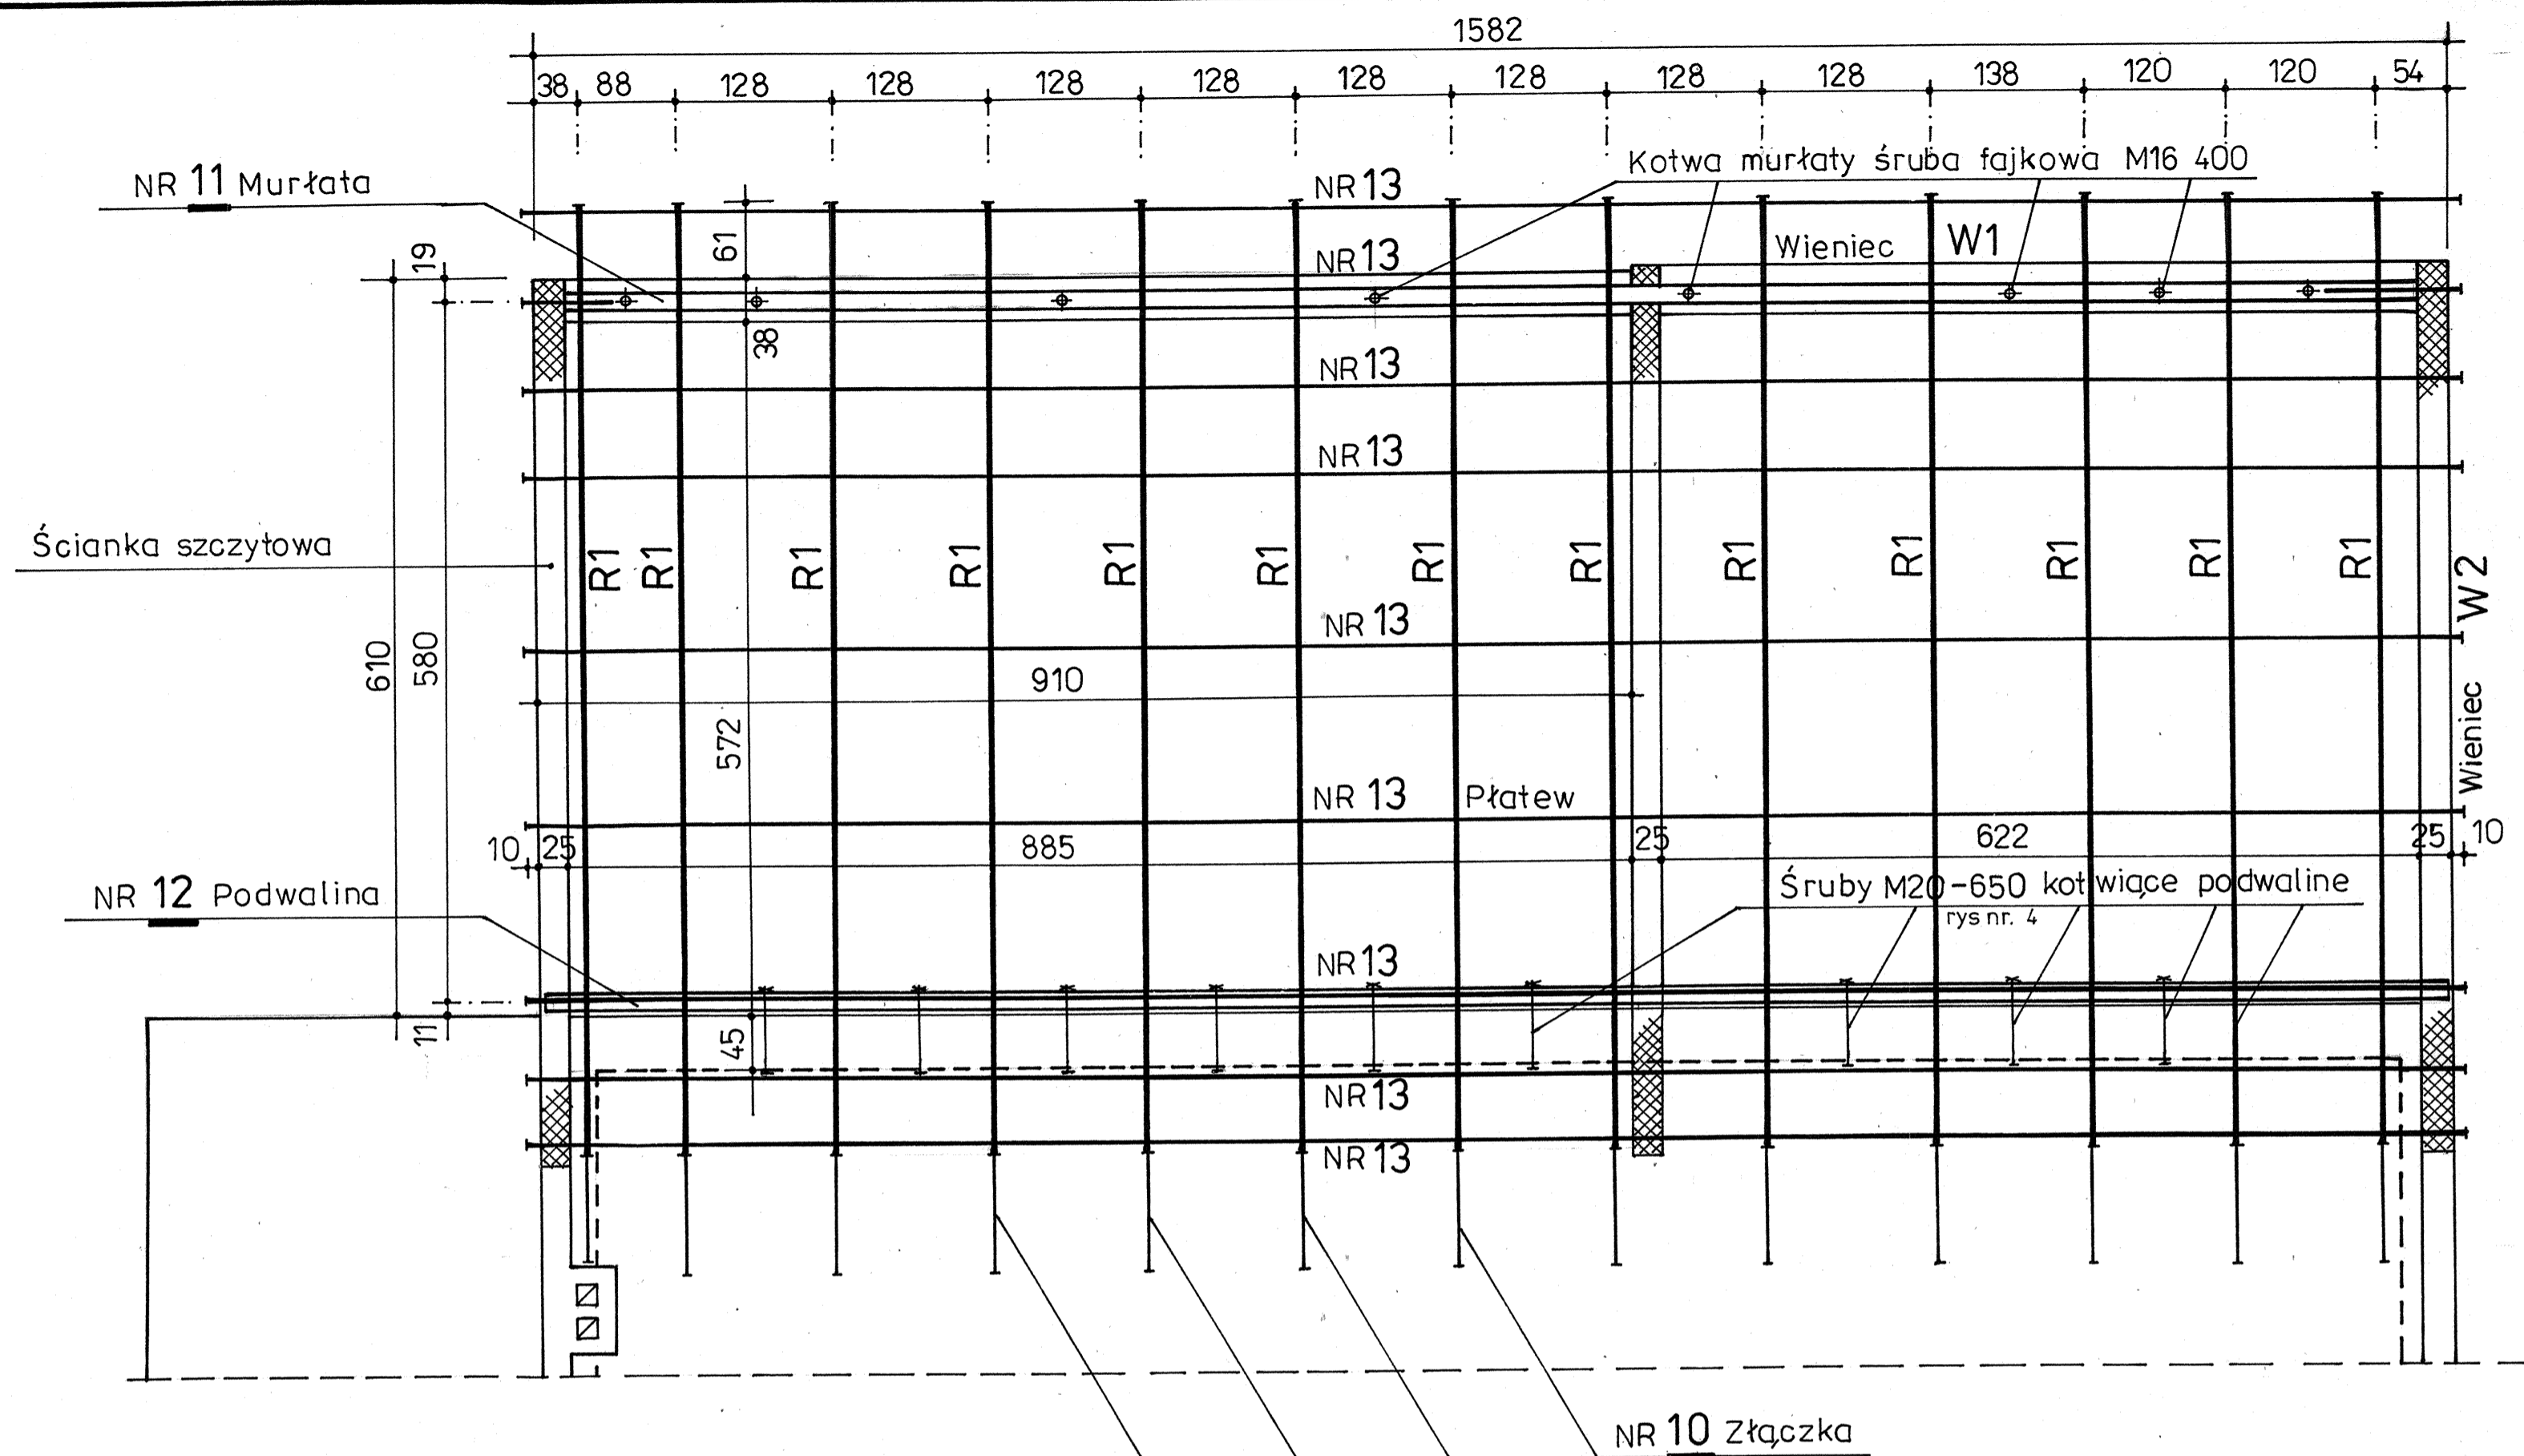 1582
38 88 128 128 128 128 128 128 128 128 138 120 120 54
Kotwa murłaty śruba fajkowa M16 400
NR 11 Murłata
NR 13
61
19
NR 13
Wieniec W1
38
NR 13
NR 13
Ścianka szczytowa
R1 R1 R1 R1 R1 R1 R1 R1 R1 R1 R1 R1 R1
Wieniec W2
NR 13
610
580
910
572
NR 13 Płatew
10 25 885 25 622 25 10
NR 12 Podwalina
Śruby M20-650 kotwiące podwaline
rys nr. 4
NR 13
11
45
NR 13
NR 13
NR 10 Złączka